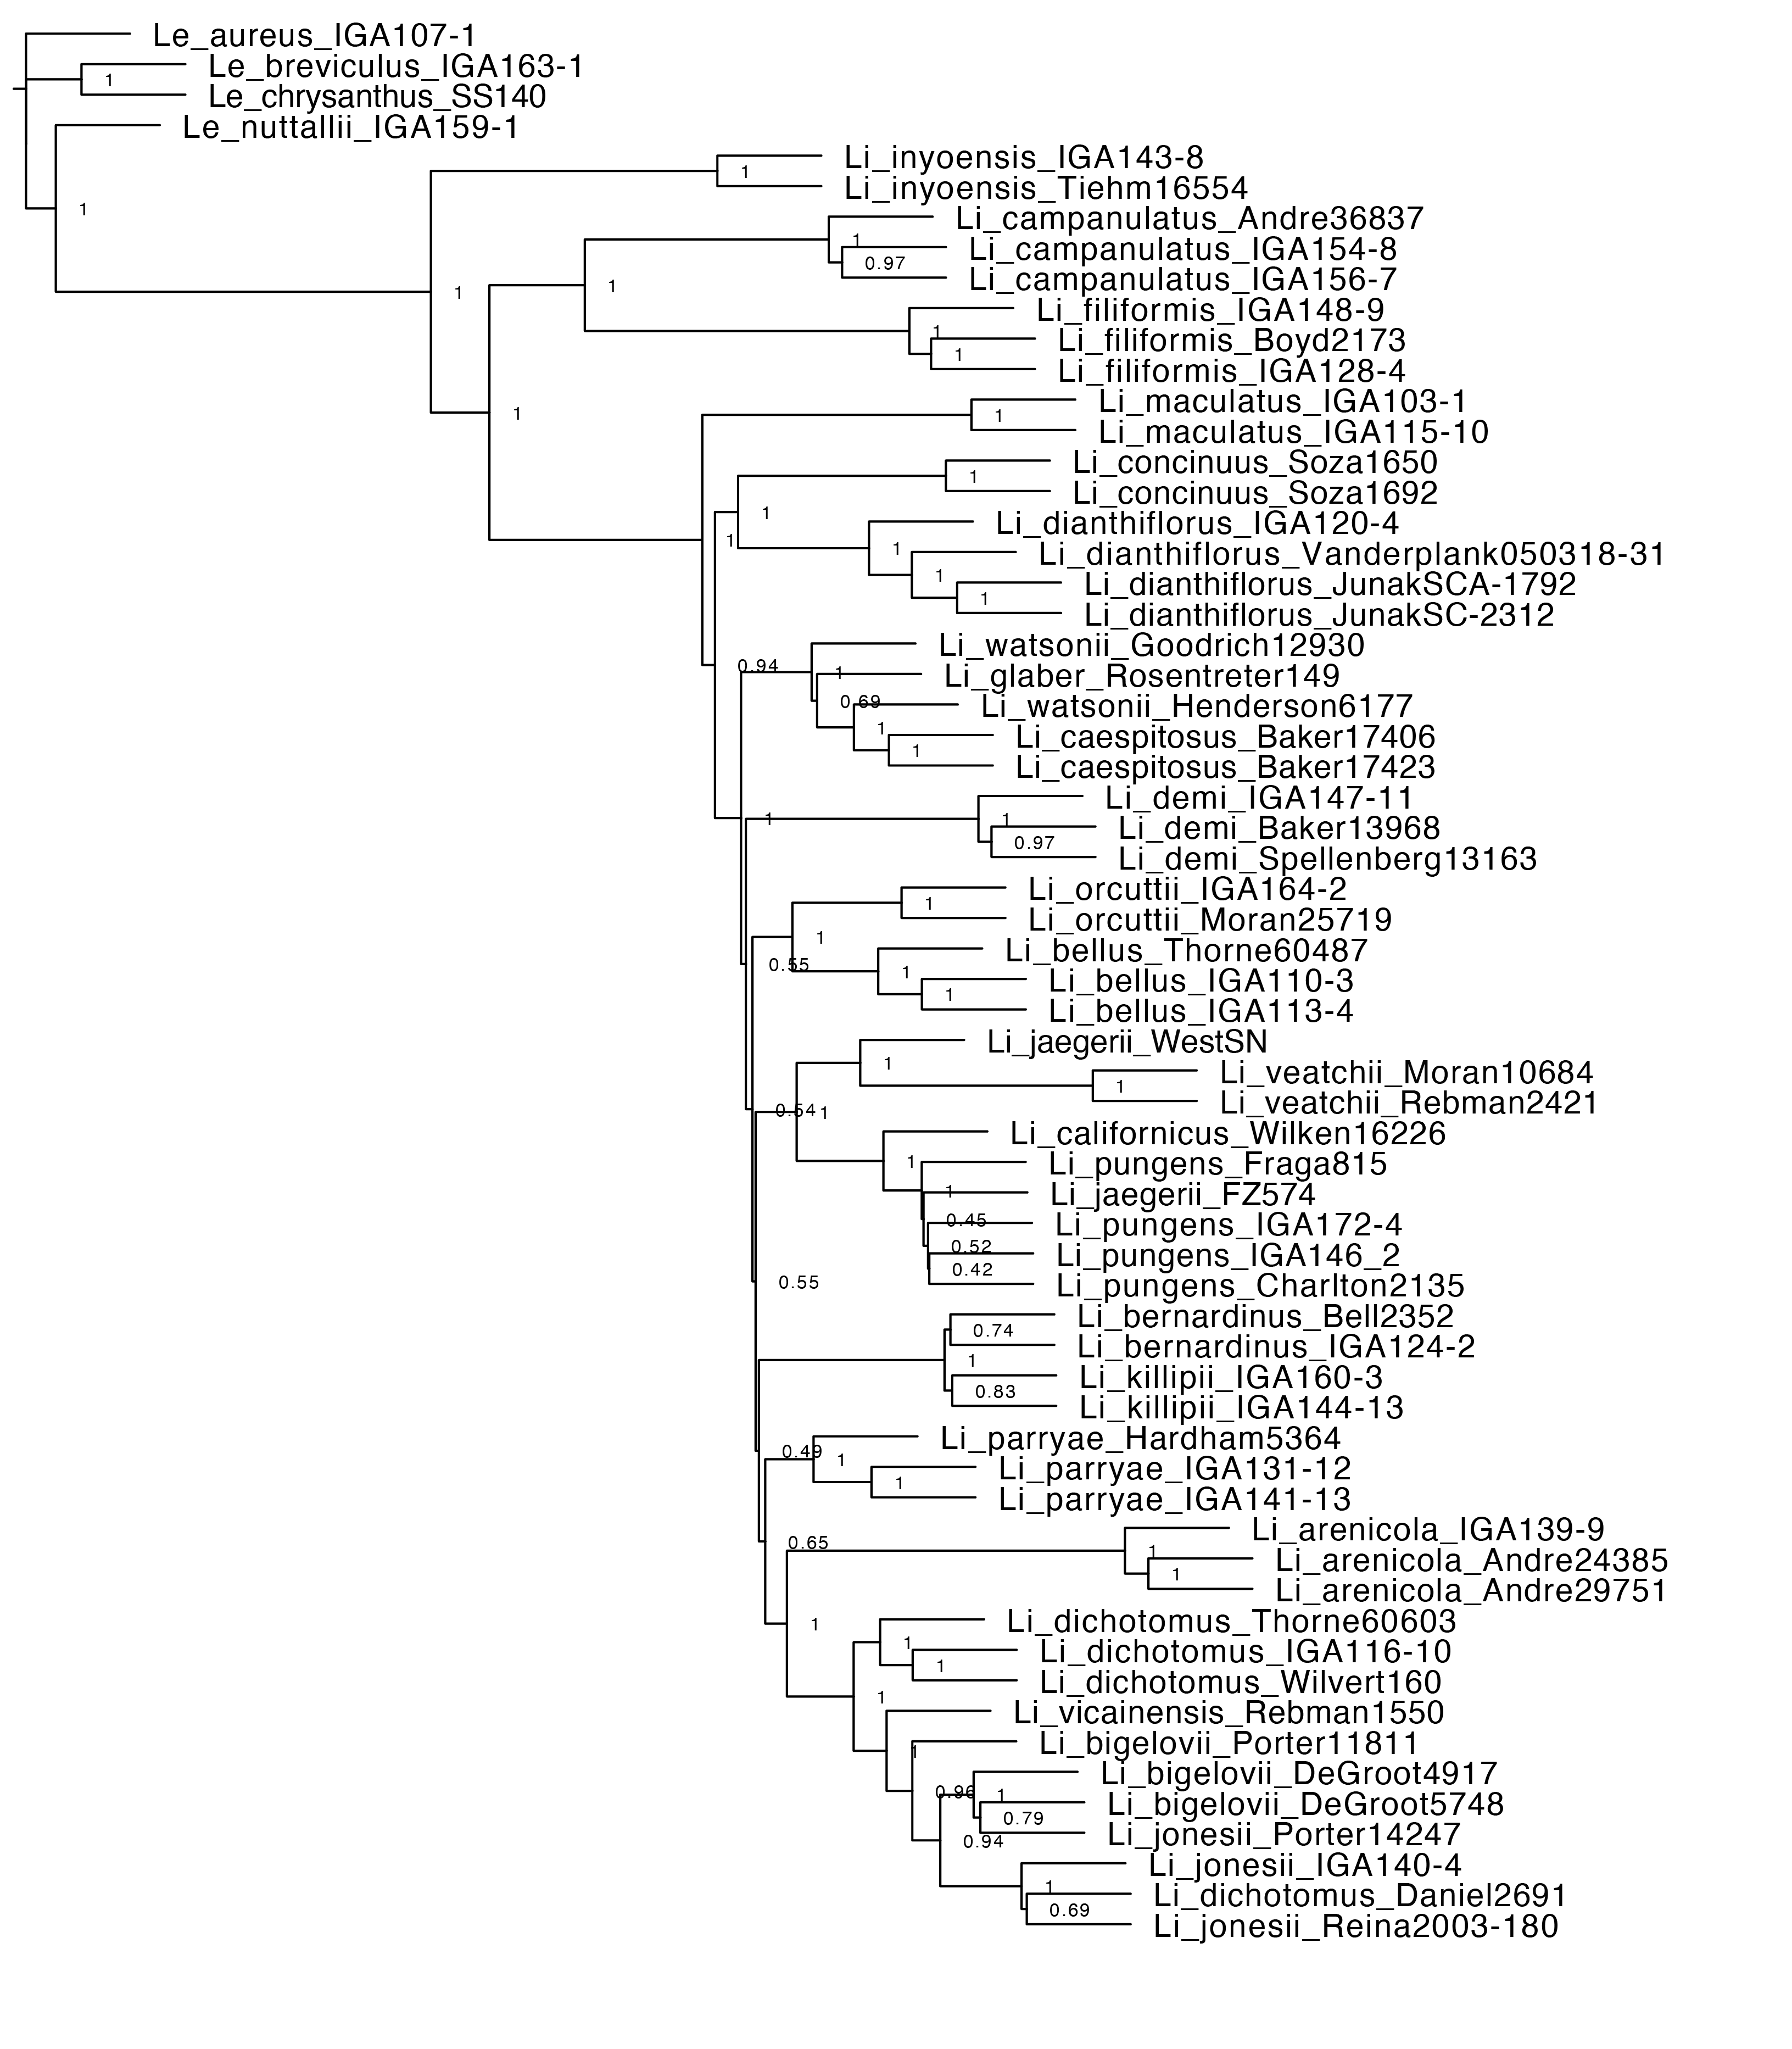 Le_aureus_IGA107-1
Le_breviculus_IGA163-1
1
Le_chrysanthus_SS140
Le_nuttallii_IGA159-1
Li_inyoensis_IGA143-8
1
Li_inyoensis_Tiehm16554
1
Li_campanulatus_Andre36837
1
Li_campanulatus_IGA154-8
0.97
Li_campanulatus_IGA156-7
1
1
Li_filiformis_IGA148-9
1
Li_filiformis_Boyd2173
1
Li_filiformis_IGA128-4
Li_maculatus_IGA103-1
1
1
Li_maculatus_IGA115-10
Li_concinuus_Soza1650
1
Li_concinuus_Soza1692
1
Li_dianthiflorus_IGA120-4
1
1
Li_dianthiflorus_Vanderplank050318-31
1
Li_dianthiflorus_JunakSCA-1792
1
Li_dianthiflorus_JunakSC-2312
Li_watsonii_Goodrich12930
0.94
1
Li_glaber_Rosentreter149
0.69
Li_watsonii_Henderson6177
1
Li_caespitosus_Baker17406
1
Li_caespitosus_Baker17423
Li_demi_IGA147-11
1
1
Li_demi_Baker13968
0.97
Li_demi_Spellenberg13163
Li_orcuttii_IGA164-2
1
Li_orcuttii_Moran25719
1
Li_bellus_Thorne60487
0.55
1
Li_bellus_IGA110-3
1
Li_bellus_IGA113-4
Li_jaegerii_WestSN
1
Li_veatchii_Moran10684
1
Li_veatchii_Rebman2421
0.54
1
Li_californicus_Wilken16226
1
Li_pungens_Fraga815
1
Li_jaegerii_FZ574
0.45
Li_pungens_IGA172-4
0.52
Li_pungens_IGA146_2
0.42
0.55
Li_pungens_Charlton2135
Li_bernardinus_Bell2352
0.74
Li_bernardinus_IGA124-2
1
Li_killipii_IGA160-3
0.83
Li_killipii_IGA144-13
Li_parryae_Hardham5364
0.49
1
Li_parryae_IGA131-12
1
Li_parryae_IGA141-13
Li_arenicola_IGA139-9
0.65
1
Li_arenicola_Andre24385
1
Li_arenicola_Andre29751
1
Li_dichotomus_Thorne60603
1
Li_dichotomus_IGA116-10
1
Li_dichotomus_Wilvert160
1
Li_vicainensis_Rebman1550
Li_bigelovii_Porter11811
1
Li_bigelovii_DeGroot4917
0.96
1
Li_bigelovii_DeGroot5748
0.79
Li_jonesii_Porter14247
0.94
Li_jonesii_IGA140-4
1
Li_dichotomus_Daniel2691
0.69
Li_jonesii_Reina2003-180